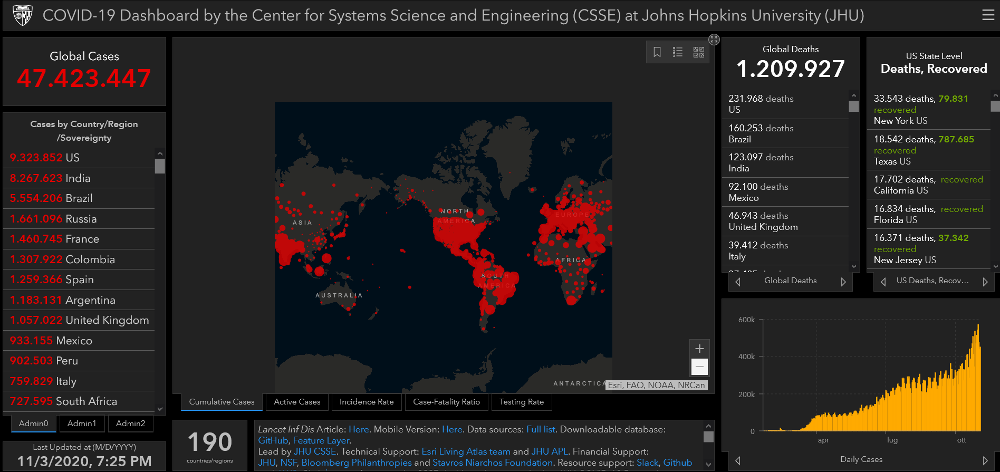 COVID-19 Dashboard by the Center for Systems Science and Engineering (CSSE) at Johns Hopkins University (JHU)
Global Cases
47.423.447
Cases by Country/Region
/Sovereignty
9.323.852 US
8.267.623 India
5.554.206 Brazil
1.661.096 Russia
1.460.745 France
1.307.922 Colombia
1.259.366 Spain
1.183.131 Argentina
1.057.022 United Kingdom
933.155 Mexico
902.503 Peru
759.829 Italy
727.595 South Africa
Admin0 Admin1 Admin2
Last Updated at (M/D/YYYY)
11/3/2020, 7:25 PM
ASIA
NORTH
AMERICA
EUROPE
AFRICA
SOUTH
AMERICA
AUSTRALIA
ANTARCTICA
Esri, FAO, NOAA, NRCan
Cumulative Cases Active Cases Incidence Rate Case-Fatality Ratio Testing Rate
190
countries/regions
Lancet Inf Dis Article: Here. Mobile Version: Here. Data sources: Full list. Downloadable database:
GitHub, Feature Layer.
Lead by JHU CSSE. Technical Support: Esri Living Atlas team and JHU APL. Financial Support:
JHU, NSF, Bloomberg Philanthropies and Stavros Niarchos Foundation. Resource support: Slack, Github
Global Deaths
1.209.927
231.968 deaths
US
160.253 deaths
Brazil
123.097 deaths
India
92.100 deaths
Mexico
46.943 deaths
United Kingdom
39.412 deaths
Italy
Global Deaths
US State Level
Deaths, Recovered
33.543 deaths, 79.831
recovered
New York US
18.542 deaths, 787.685
recovered
Texas US
17.702 deaths, recovered
California US
16.834 deaths, recovered
Florida US
16.371 deaths, 37.342
recovered
New Jersey US
US Deaths, Recov...
600k
400k
200k
0
apr lug ott
Daily Cases